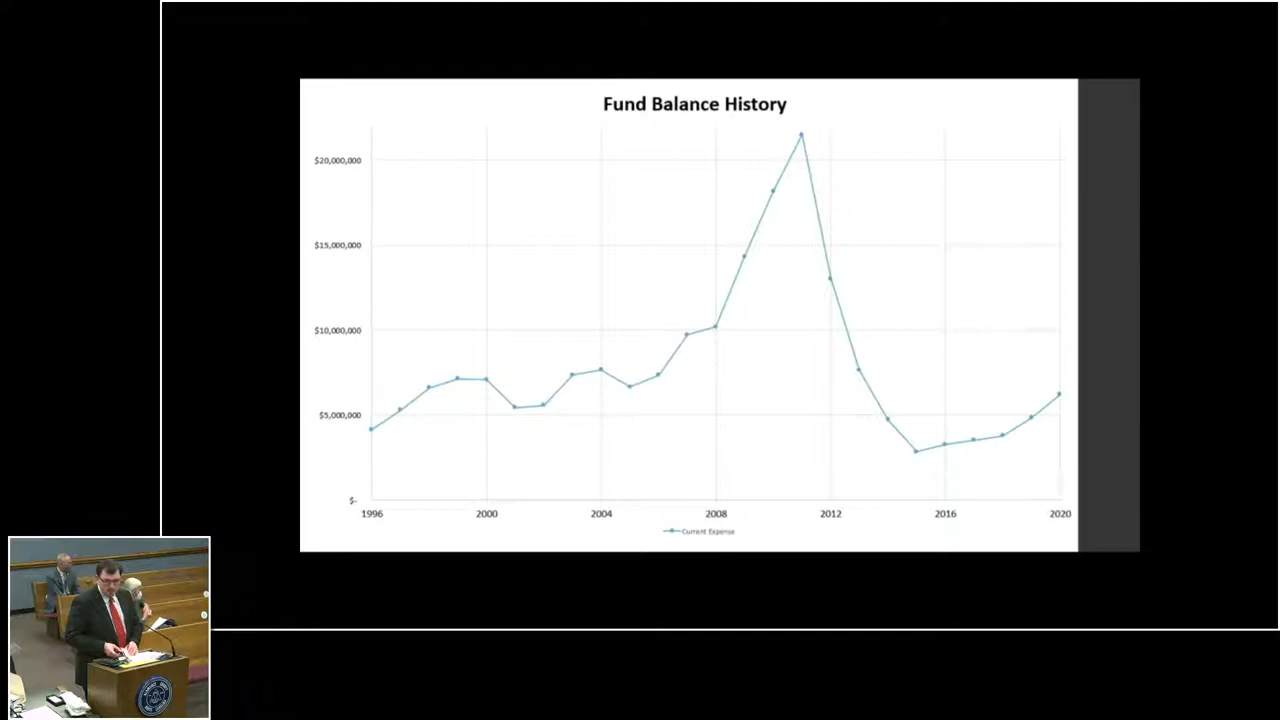 Fund Balance History
$20,000,000
$15,000,000
$10,000,000
$5,000,000
$-
1996 2000 2004 2008 2012 2016 2020
Current Expense